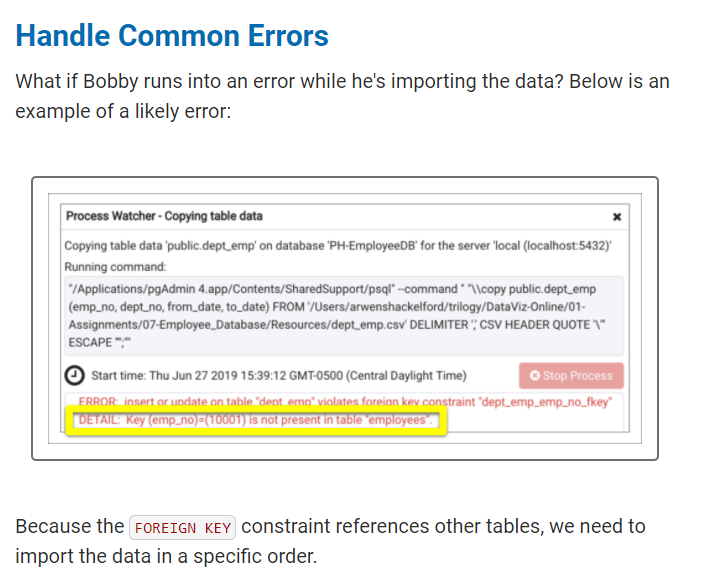 Handle Common Errors
What if Bobby runs into an error while he's importing the data? Below is an
example of a likely error:
Process Watcher - Copying table data
Copying table data 'public.dept_emp' on database 'PH-EmployeeDB' for the server 'local (localhost:5432)'
Running command:
"/Applications/pgAdmin 4.app/Contents/SharedSupport/psql" --command " "\\copy public.dept_emp
(emp_no, dept_no, from_date, to_date) FROM '/Users/arwenshackelford/trilogy/DataViz-Online/01-
Assignments/07-Employee_Database/Resources/dept_emp.csv' DELIMITER ',' CSV HEADER QUOTE '\"'
ESCAPE '''';""
Start time: Thu Jun 27 2019 15:39:12 GMT-0500 (Central Daylight Time)
Stop Process
ERROR: insert or update on table "dept_emp" violates foreign key constraint "dept_emp_emp_no_fkey"
DETAIL: Key (emp_no)=(10001) is not present in table "employees".
Because the FOREIGN KEY constraint references other tables, we need to
import the data in a specific order.